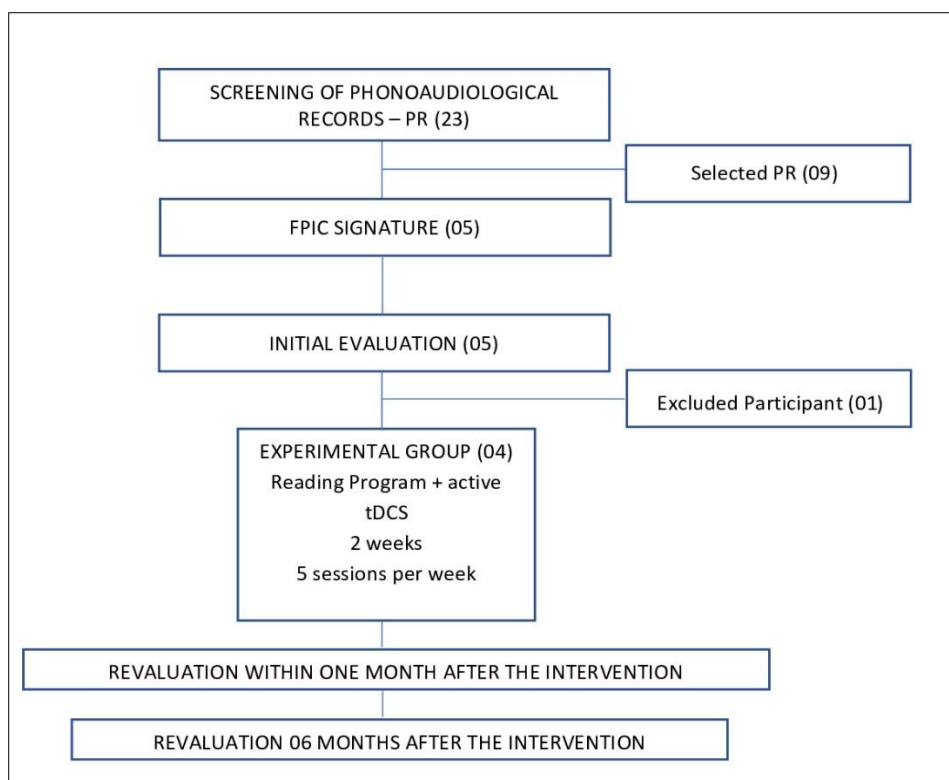 SCREENING OF PHONOAUDIOLOGICAL
RECORDS – PR (23)
Selected PR (09)
FPIC SIGNATURE (05)
INITIAL EVALUATION (05)
Excluded Participant (01)
EXPERIMENTAL GROUP (04)
Reading Program + active
tDCS
2 weeks
5 sessions per week
REVALUATION WITHIN ONE MONTH AFTER THE INTERVENTION
REVALUATION 06 MONTHS AFTER THE INTERVENTION